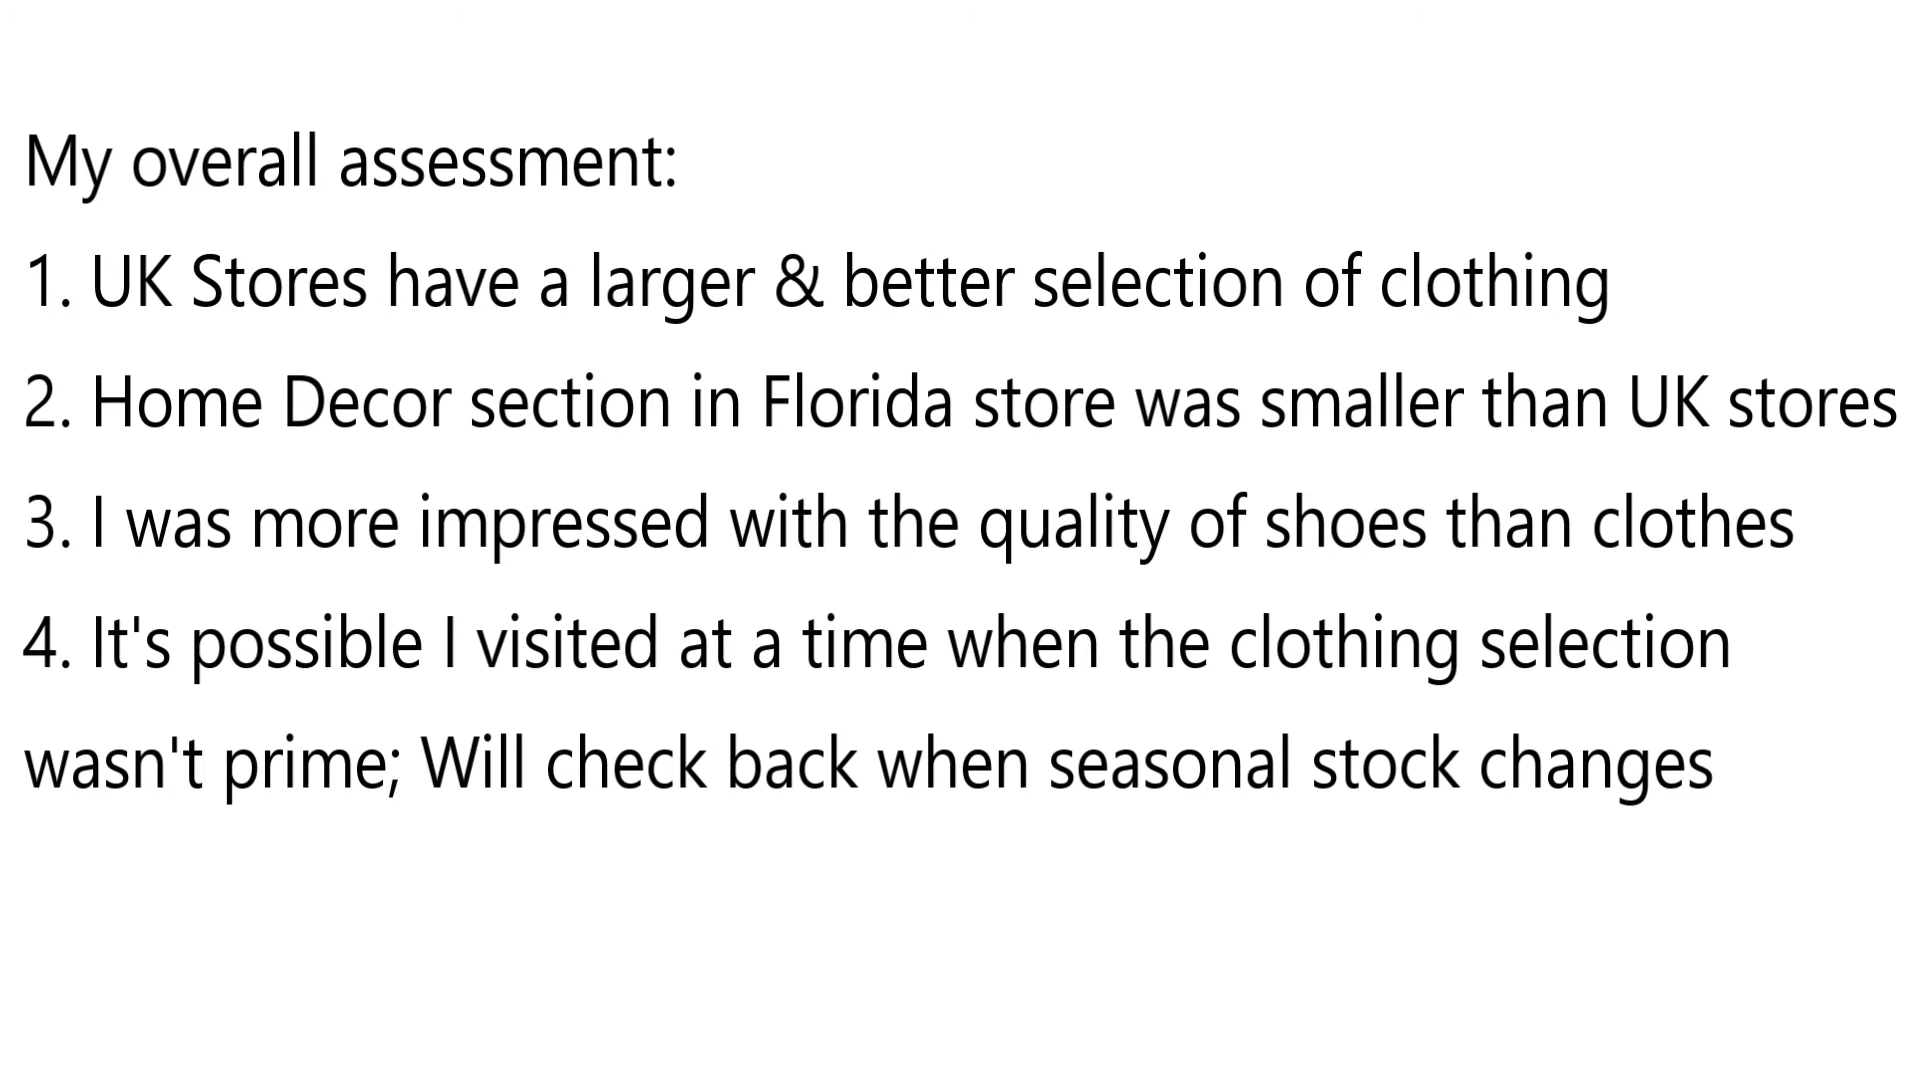 My overall assessment:
1. UK Stores have a larger & better selection of clothing
2. Home Decor section in Florida store was smaller than UK stores
3. I was more impressed with the quality of shoes than clothes
4. It's possible I visited at a time when the clothing selection
wasn't prime; Will check back when seasonal stock changes